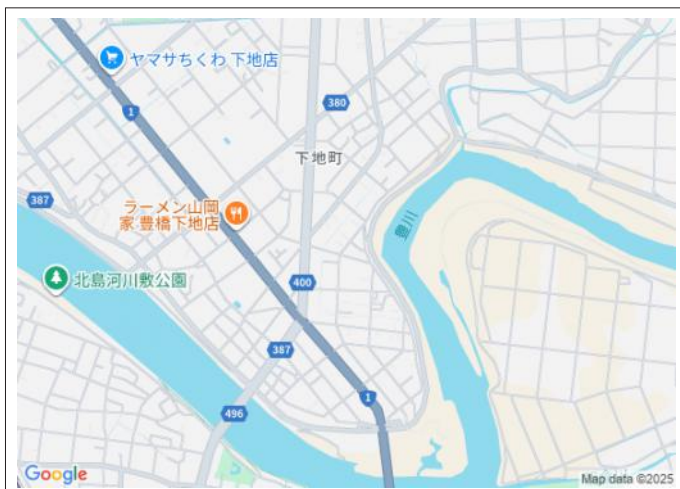 ヤマサちくわ 下地店
1
380
下地町
387
ラーメン山岡
家 豊橋下地店
豊川
北島河川敷公園
400
387
1
496
Google
Map data ©2025